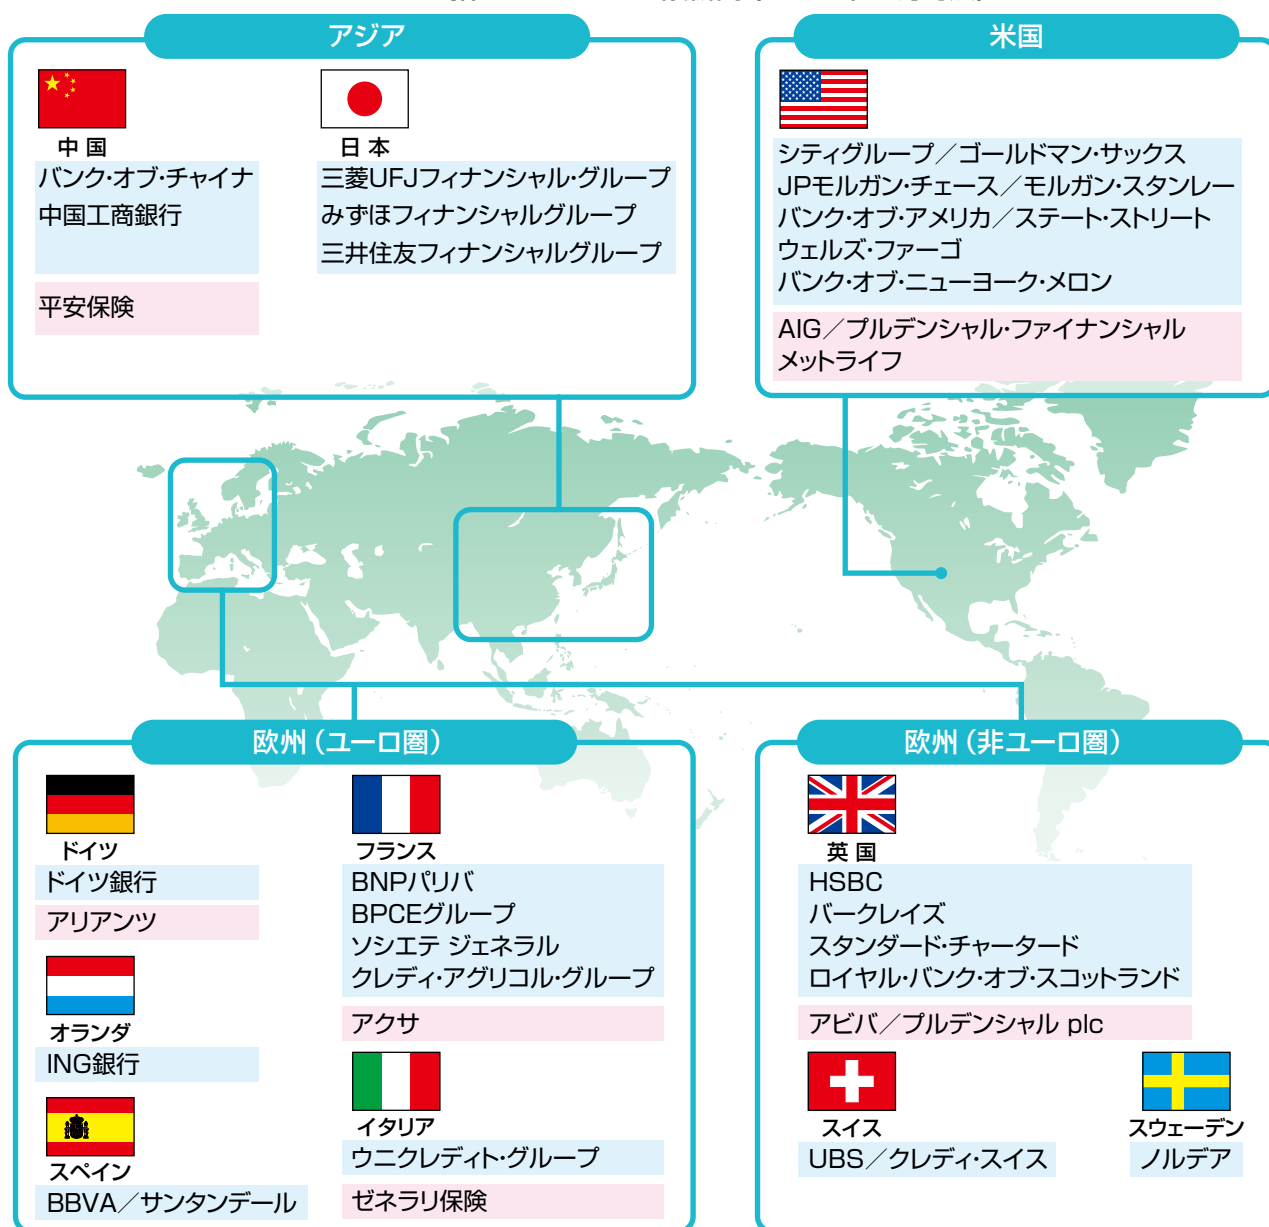 アジア
中国
バンク・オブ・チャイナ
中国工商銀行
平安保険
日本
三菱UFJフィナンシャル・グループ
みずほフィナンシャルグループ
三井住友フィナンシャルグループ
米国
シティグループ／ゴールドマン・サックス
JPモルガン・チェース／モルガン・スタンレー
バンク・オブ・アメリカ／ステート・ストリート
ウェルズ・ファーゴ
バンク・オブ・ニューヨーク・メロン
AIG／プルデンシャル・ファイナンシャル
メットライフ
欧州（ユーロ圏）
ドイツ
ドイツ銀行
アリアンツ
オランダ
ING銀行
スペイン
BBVA／サンタンデール
フランス
BNPパリバ
BPCEグループ
ソシエテ ジェネラル
クレディ・アグリコル・グループ
アクサ
イタリア
ウニクレディト・グループ
ゼネラリ保険
欧州（非ユーロ圏）
英国
HSBC
バークレイズ
スタンダード・チャータード
ロイヤル・バンク・オブ・スコットランド
アビバ／プルデンシャル plc
スイス
UBS／クレディ・スイス
スウェーデン
ノルデア